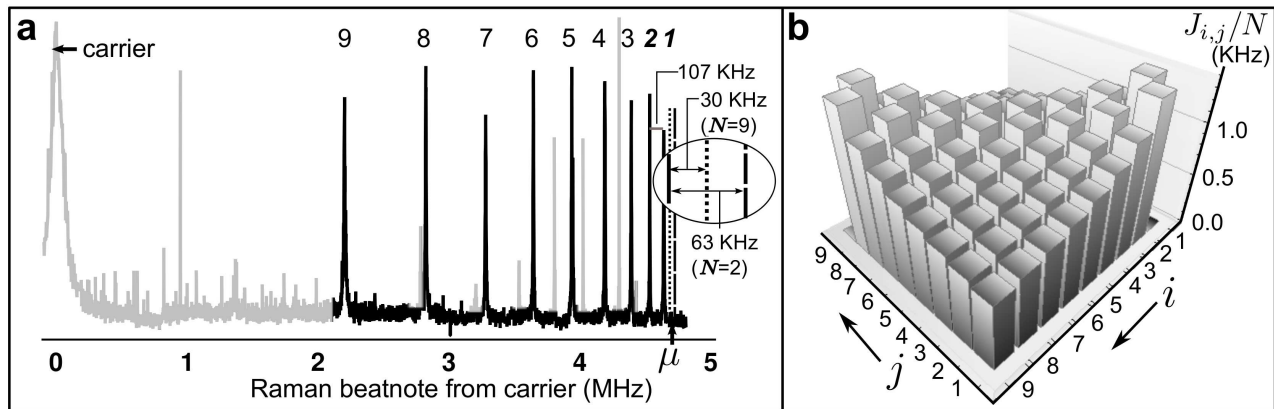 a
carrier
9 8 7 6 5 4 3 2 1
107 KHz
30 KHz
(N=9)
63 KHz
(N=2)
μ
0 1 2 3 4 5
Raman beatnote from carrier (MHz)
b
J_{i,j}/N
(KHz)
1.0
0.5
0.0
9 8 7 6 5 4 3 2 1
j
1 2 3 4 5 6 7 8 9
i